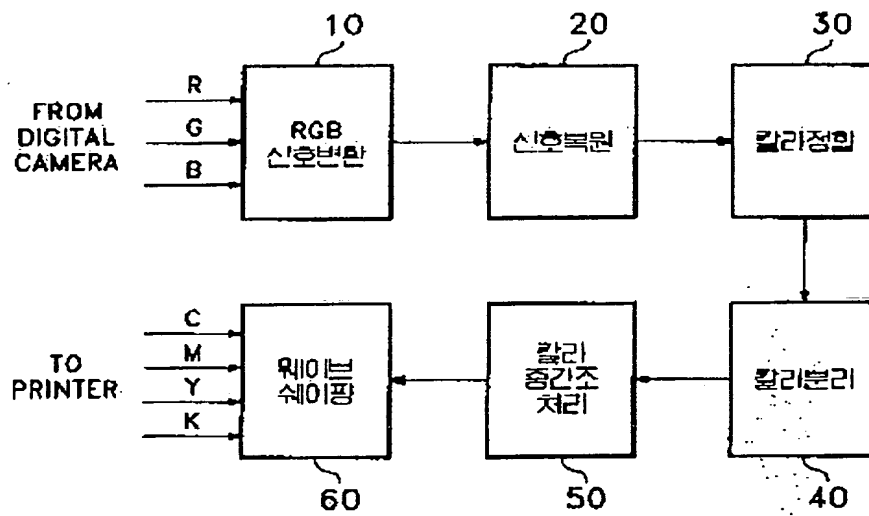 10
20
30
FROM
DIGITAL
CAMERA
R
G
B
RGB
신호변환
신호복원
칼라정합
TO
PRINTER
C
M
Y
K
웨이브
쉐이핑
칼라
중간조
처리
칼라분리
60
50
40